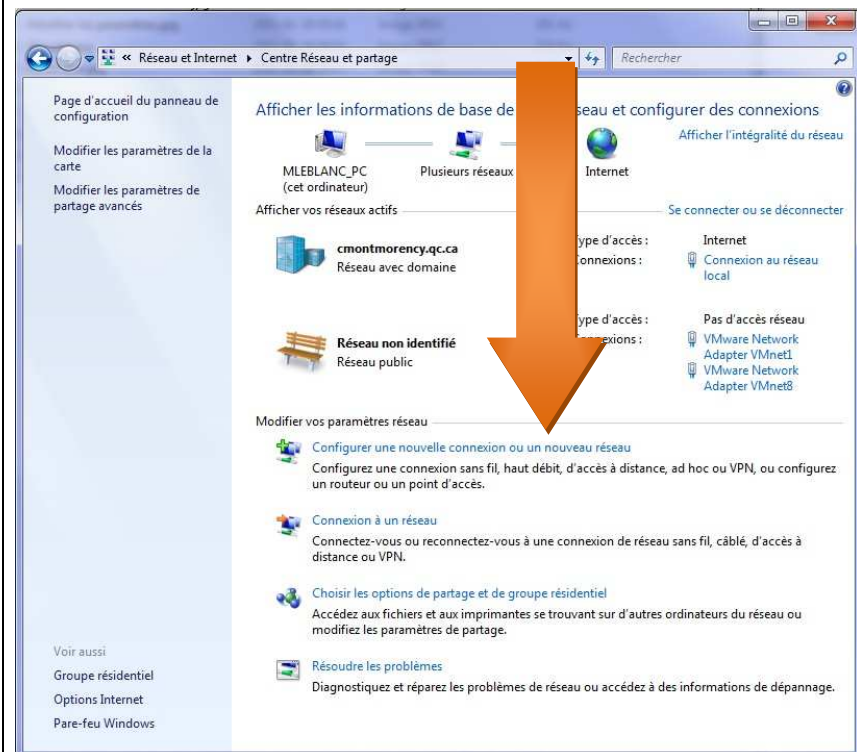 « Réseau et Internet ▸ Centre Réseau et partage
Rechercher
Page d'accueil du panneau de
configuration
Modifier les paramètres de la
carte
Modifier les paramètres de
partage avancés
Voir aussi
Groupe résidentiel
Options Internet
Pare-feu Windows
Afficher les informations de base de seau et configurer des connexions
Afficher l'intégralité du réseau
MLEBLANC_PC
(cet ordinateur)
Plusieurs réseaux
Internet
Afficher vos réseaux actifs
Se connecter ou se déconnecter
cmontmorency.qc.ca
Réseau avec domaine
ype d'accès :
Internet
onnexions :
Connexion au réseau
local
Réseau non identifié
Réseau public
ype d'accès :
Pas d'accès réseau
nnexions :
VMware Network
Adapter VMnet1
VMware Network
Adapter VMnet8
Modifier vos paramètres réseau
Configurer une nouvelle connexion ou un nouveau réseau
Configurez une connexion sans fil, haut débit, d'accès à distance, ad hoc ou VPN, ou configurez
un routeur ou un point d'accès.
Connexion à un réseau
Connectez-vous ou reconnectez-vous à une connexion de réseau sans fil, câblé, d'accès à
distance ou VPN.
Choisir les options de partage et de groupe résidentiel
Accédez aux fichiers et aux imprimantes se trouvant sur d'autres ordinateurs du réseau ou
modifiez les paramètres de partage.
Résoudre les problèmes
Diagnostiquez et réparez les problèmes de réseau ou accédez à des informations de dépannage.